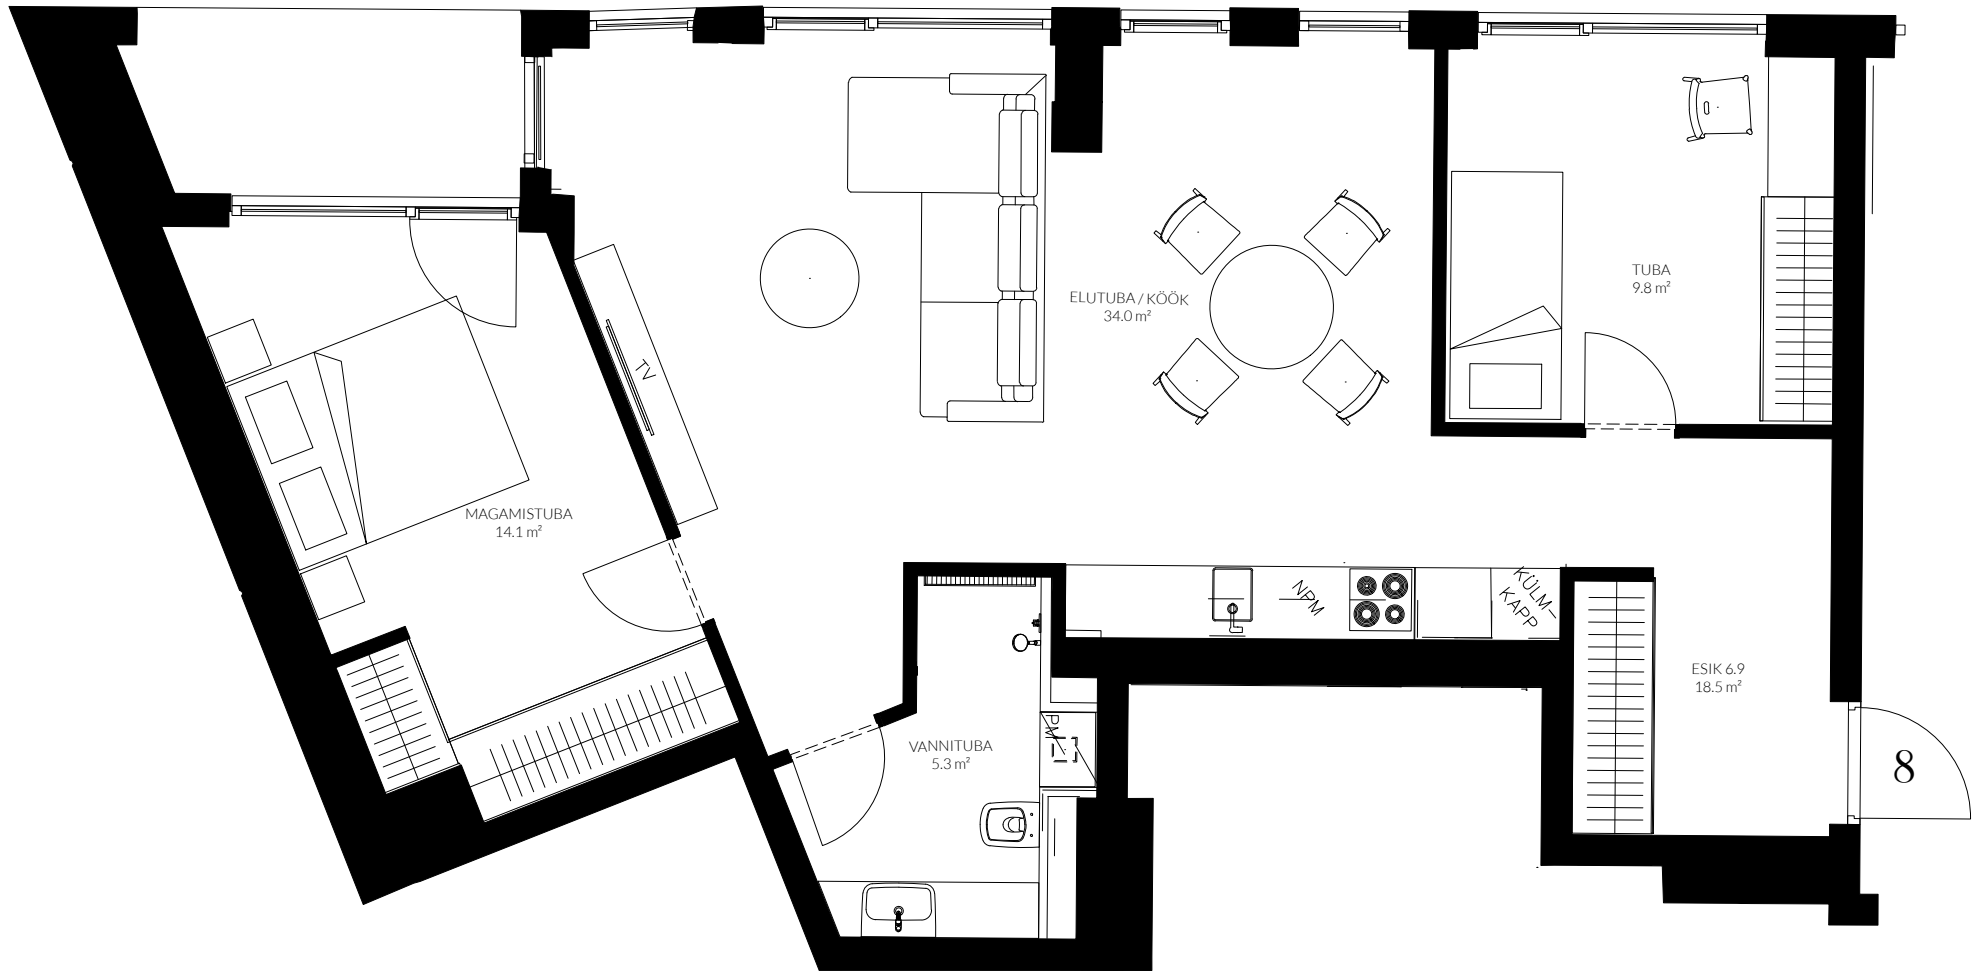 TUBA
9.8 m²
ELUTUBA / KÖÖK
34.0 m²
TV
MAGAMISTUBA
14.1 m²
NPM
KÜLM-
KAPP
ESIK 6.9
18.5 m²
PM
VANNITUBA
5.3 m²
8